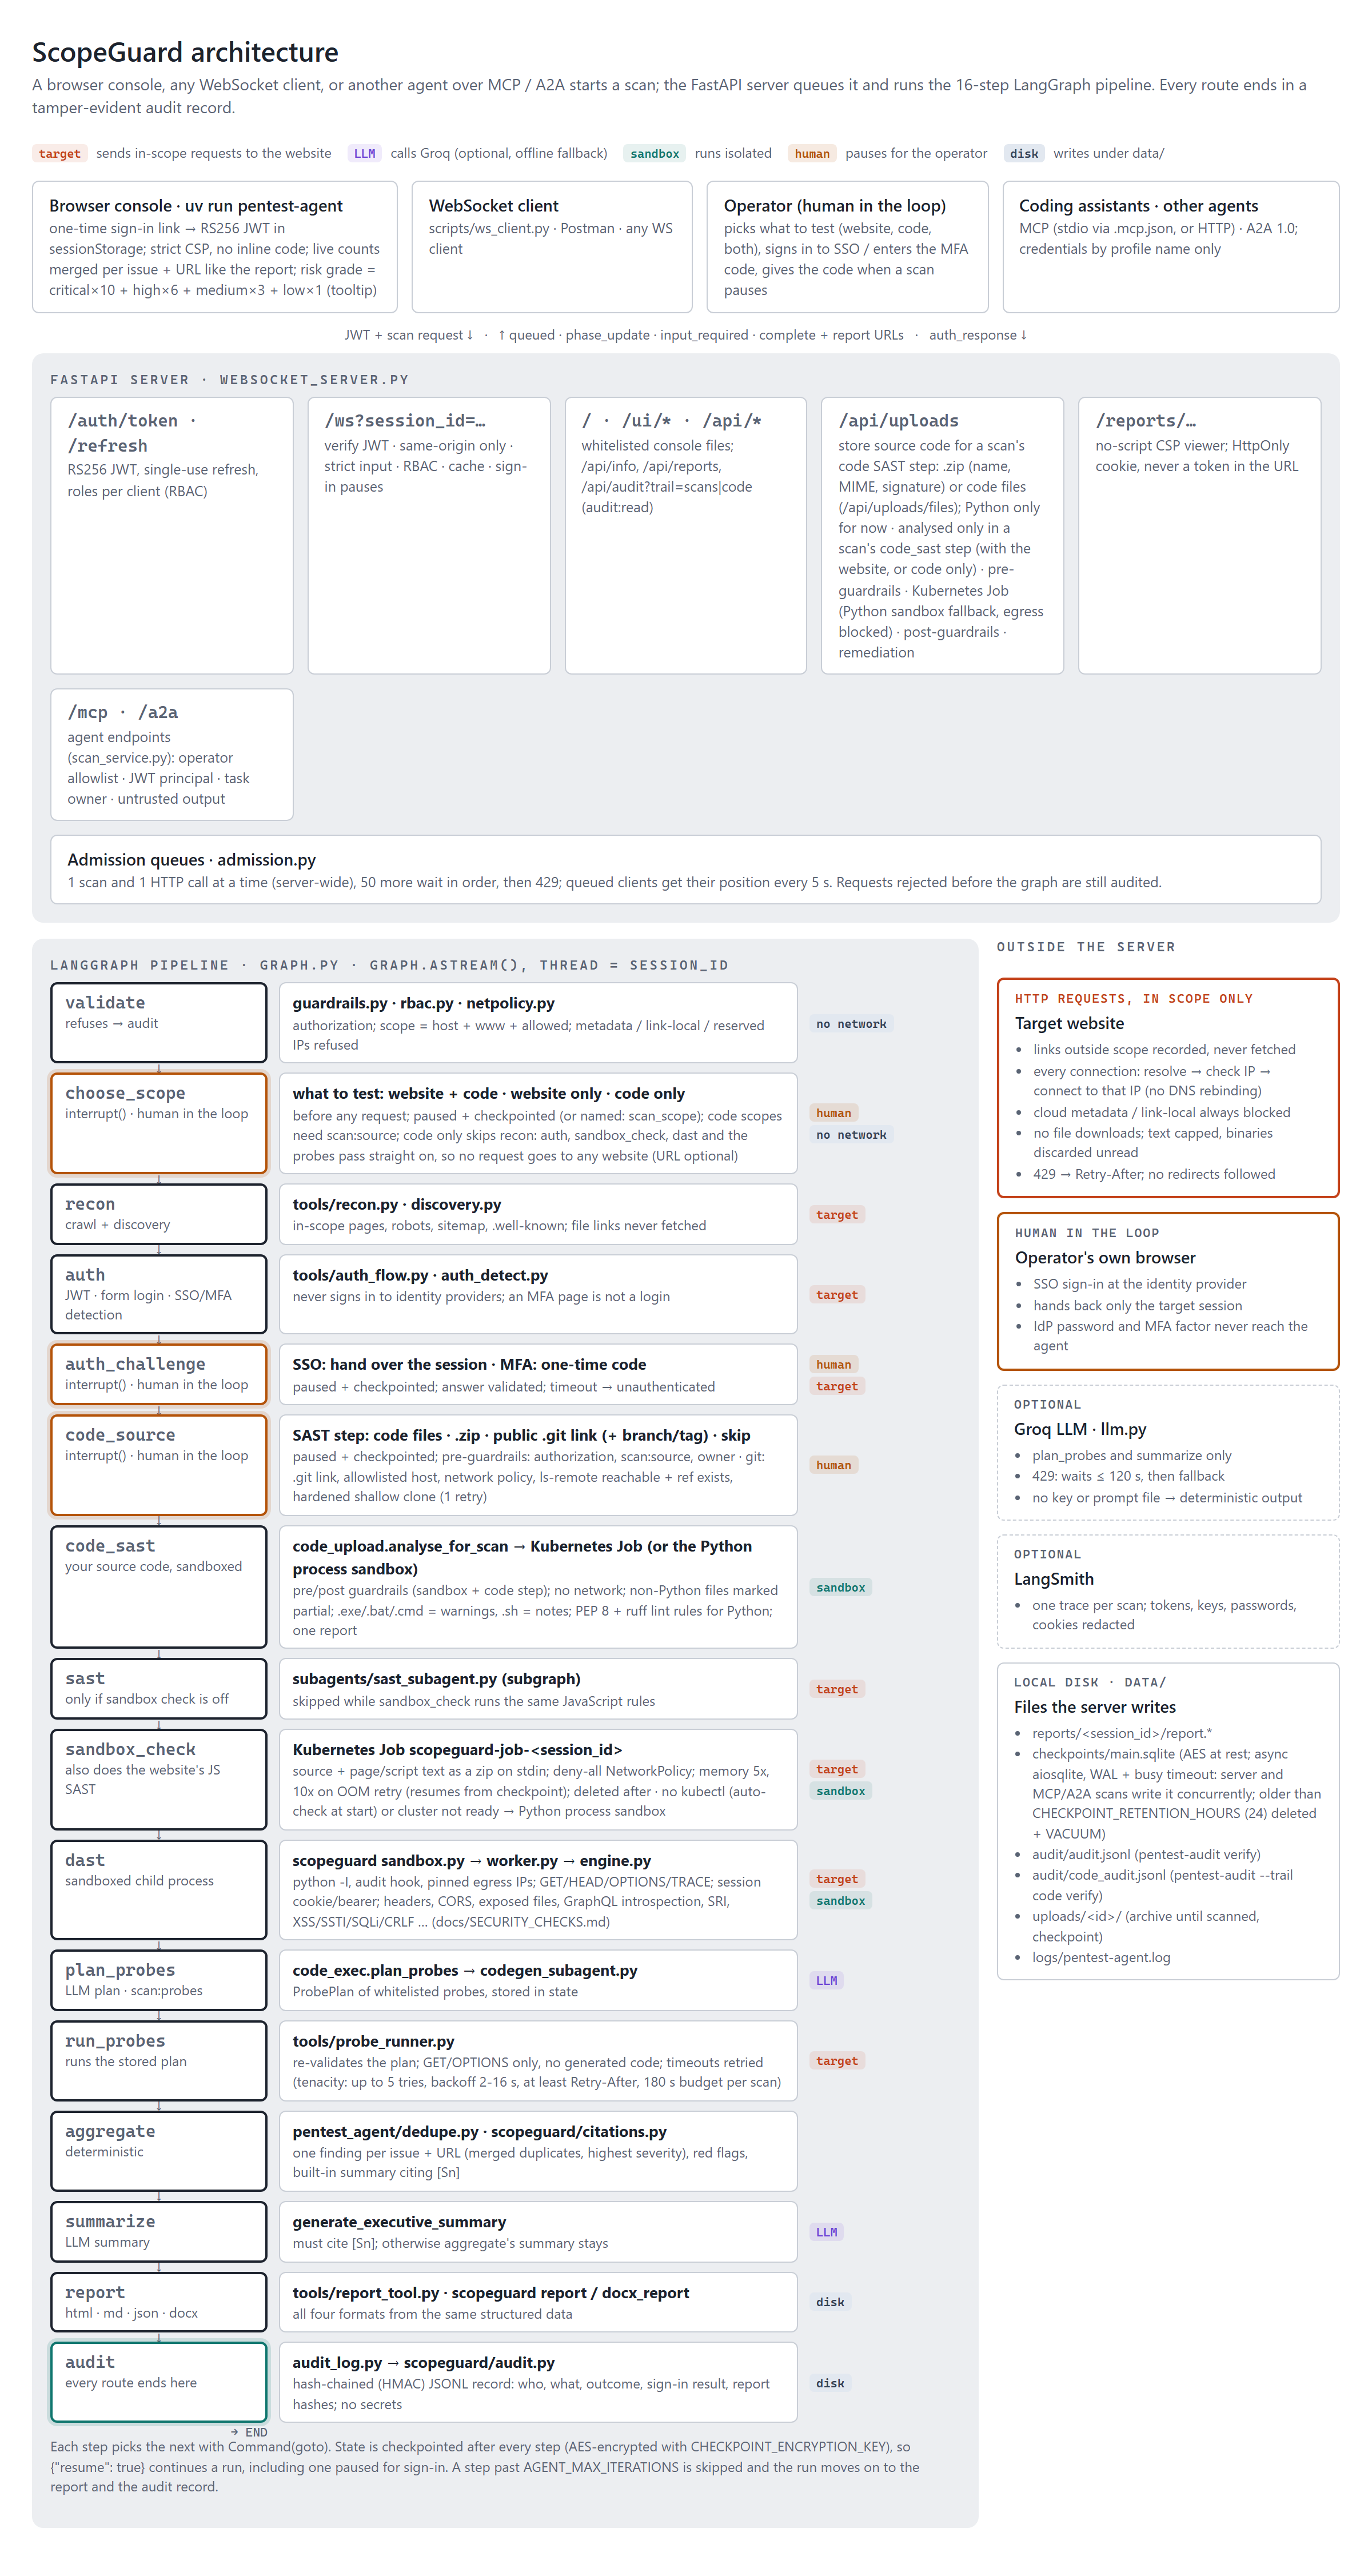 ScopeGuard architecture
A browser console, any WebSocket client, or another agent over MCP / A2A starts a scan; the FastAPI server queues it and runs the 16-step LangGraph pipeline. Every route ends in a
tamper-evident audit record.
target sends in-scope requests to the website LLM calls Groq (optional, offline fallback) sandbox runs isolated human pauses for the operator disk writes under data/
Browser console · uv run pentest-agent
one-time sign-in link → RS256 JWT in
sessionStorage; strict CSP, no inline code; live counts
merged per issue + URL like the report; risk grade =
critical×10 + high×6 + medium×3 + low×1 (tooltip)
WebSocket client
scripts/ws_client.py · Postman · any WS
client
Operator (human in the loop)
picks what to test (website, code,
both), signs in to SSO / enters the MFA
code, gives the code when a scan
pauses
Coding assistants · other agents
MCP (stdio via .mcp.json, or HTTP) · A2A 1.0;
credentials by profile name only
JWT + scan request ↓ · ↑ queued · phase_update · input_required · complete + report URLs · auth_response ↓
FASTAPI SERVER · WEBSOCKET_SERVER.PY
/auth/token ·
/refresh
RS256 JWT, single-use refresh,
roles per client (RBAC)
/ws?session_id=…
verify JWT · same-origin only ·
strict input · RBAC · cache · sign-
in pauses
/ · /ui/* · /api/*
whitelisted console files;
/api/info, /api/reports,
/api/audit?trail=scans|code
(audit:read)
/api/uploads
store source code for a scan's
code SAST step: .zip (name,
MIME, signature) or code files
(/api/uploads/files); Python only
for now · analysed only in a
scan's code_sast step (with the
website, or code only) · pre-
guardrails · Kubernetes Job
(Python sandbox fallback, egress
blocked) · post-guardrails ·
remediation
/reports/…
no-script CSP viewer; HttpOnly
cookie, never a token in the URL
/mcp · /a2a
agent endpoints
(scan_service.py): operator
allowlist · JWT principal · task
owner · untrusted output
Admission queues · admission.py
1 scan and 1 HTTP call at a time (server-wide), 50 more wait in order, then 429; queued clients get their position every 5 s. Requests rejected before the graph are still audited.
LANGGRAPH PIPELINE · GRAPH.PY · GRAPH.ASTREAM(), THREAD = SESSION_ID
validate
refuses → audit
guardrails.py · rbac.py · netpolicy.py
authorization; scope = host + www + allowed; metadata / link-local / reserved
IPs refused
no network
↓
choose_scope
interrupt() · human in the loop
what to test: website + code · website only · code only
before any request; paused + checkpointed (or named: scan_scope); code scopes
need scan:source; code only skips recon: auth, sandbox_check, dast and the
probes pass straight on, so no request goes to any website (URL optional)
human
no network
↓
recon
crawl + discovery
tools/recon.py · discovery.py
in-scope pages, robots, sitemap, .well-known; file links never fetched
target
↓
auth
JWT · form login · SSO/MFA
detection
tools/auth_flow.py · auth_detect.py
never signs in to identity providers; an MFA page is not a login
target
↓
auth_challenge
interrupt() · human in the loop
SSO: hand over the session · MFA: one-time code
paused + checkpointed; answer validated; timeout → unauthenticated
human
target
↓
code_source
interrupt() · human in the loop
SAST step: code files · .zip · public .git link (+ branch/tag) · skip
paused + checkpointed; pre-guardrails: authorization, scan:source, owner · git:
.git link, allowlisted host, network policy, ls-remote reachable + ref exists,
hardened shallow clone (1 retry)
human
↓
code_sast
your source code, sandboxed
code_upload.analyse_for_scan → Kubernetes Job (or the Python
process sandbox)
pre/post guardrails (sandbox + code step); no network; non-Python files marked
partial; .exe/.bat/.cmd = warnings, .sh = notes; PEP 8 + ruff lint rules for Python;
one report
sandbox
↓
sast
only if sandbox check is off
subagents/sast_subagent.py (subgraph)
skipped while sandbox_check runs the same JavaScript rules
target
↓
sandbox_check
also does the website's JS
SAST
Kubernetes Job scopeguard-job-<session_id>
source + page/script text as a zip on stdin; deny-all NetworkPolicy; memory 5x,
10x on OOM retry (resumes from checkpoint); deleted after · no kubectl (auto-
check at start) or cluster not ready → Python process sandbox
target
sandbox
↓
dast
sandboxed child process
scopeguard sandbox.py → worker.py → engine.py
python -I, audit hook, pinned egress IPs; GET/HEAD/OPTIONS/TRACE; session
cookie/bearer; headers, CORS, exposed files, GraphQL introspection, SRI,
XSS/SSTI/SQLi/CRLF … (docs/SECURITY_CHECKS.md)
target
sandbox
↓
plan_probes
LLM plan · scan:probes
code_exec.plan_probes → codegen_subagent.py
ProbePlan of whitelisted probes, stored in state
LLM
↓
run_probes
runs the stored plan
tools/probe_runner.py
re-validates the plan; GET/OPTIONS only, no generated code; timeouts retried
(tenacity: up to 5 tries, backoff 2-16 s, at least Retry-After, 180 s budget per scan)
target
↓
aggregate
deterministic
pentest_agent/dedupe.py · scopeguard/citations.py
one finding per issue + URL (merged duplicates, highest severity), red flags,
built-in summary citing [Sn]
↓
summarize
LLM summary
generate_executive_summary
must cite [Sn]; otherwise aggregate's summary stays
LLM
↓
report
html · md · json · docx
tools/report_tool.py · scopeguard report / docx_report
all four formats from the same structured data
disk
↓
audit
every route ends here
audit_log.py → scopeguard/audit.py
hash-chained (HMAC) JSONL record: who, what, outcome, sign-in result, report
hashes; no secrets
disk
→ END
Each step picks the next with Command(goto). State is checkpointed after every step (AES-encrypted with CHECKPOINT_ENCRYPTION_KEY), so
{"resume": true} continues a run, including one paused for sign-in. A step past AGENT_MAX_ITERATIONS is skipped and the run moves on to the
report and the audit record.
OUTSIDE THE SERVER
HTTP REQUESTS, IN SCOPE ONLY
Target website
• links outside scope recorded, never fetched
• every connection: resolve → check IP →
connect to that IP (no DNS rebinding)
• cloud metadata / link-local always blocked
• no file downloads; text capped, binaries
discarded unread
• 429 → Retry-After; no redirects followed
HUMAN IN THE LOOP
Operator's own browser
• SSO sign-in at the identity provider
• hands back only the target session
• IdP password and MFA factor never reach the
agent
OPTIONAL
Groq LLM · llm.py
• plan_probes and summarize only
• 429: waits ≤ 120 s, then fallback
• no key or prompt file → deterministic output
OPTIONAL
LangSmith
• one trace per scan; tokens, keys, passwords,
cookies redacted
LOCAL DISK · DATA/
Files the server writes
• reports/<session_id>/report.*
• checkpoints/main.sqlite (AES at rest; async
aiosqlite, WAL + busy timeout: server and
MCP/A2A scans write it concurrently; older than
CHECKPOINT_RETENTION_HOURS (24) deleted
+ VACUUM)
• audit/audit.jsonl (pentest-audit verify)
• audit/code_audit.jsonl (pentest-audit --trail
code verify)
• uploads/<id>/ (archive until scanned,
checkpoint)
• logs/pentest-agent.log